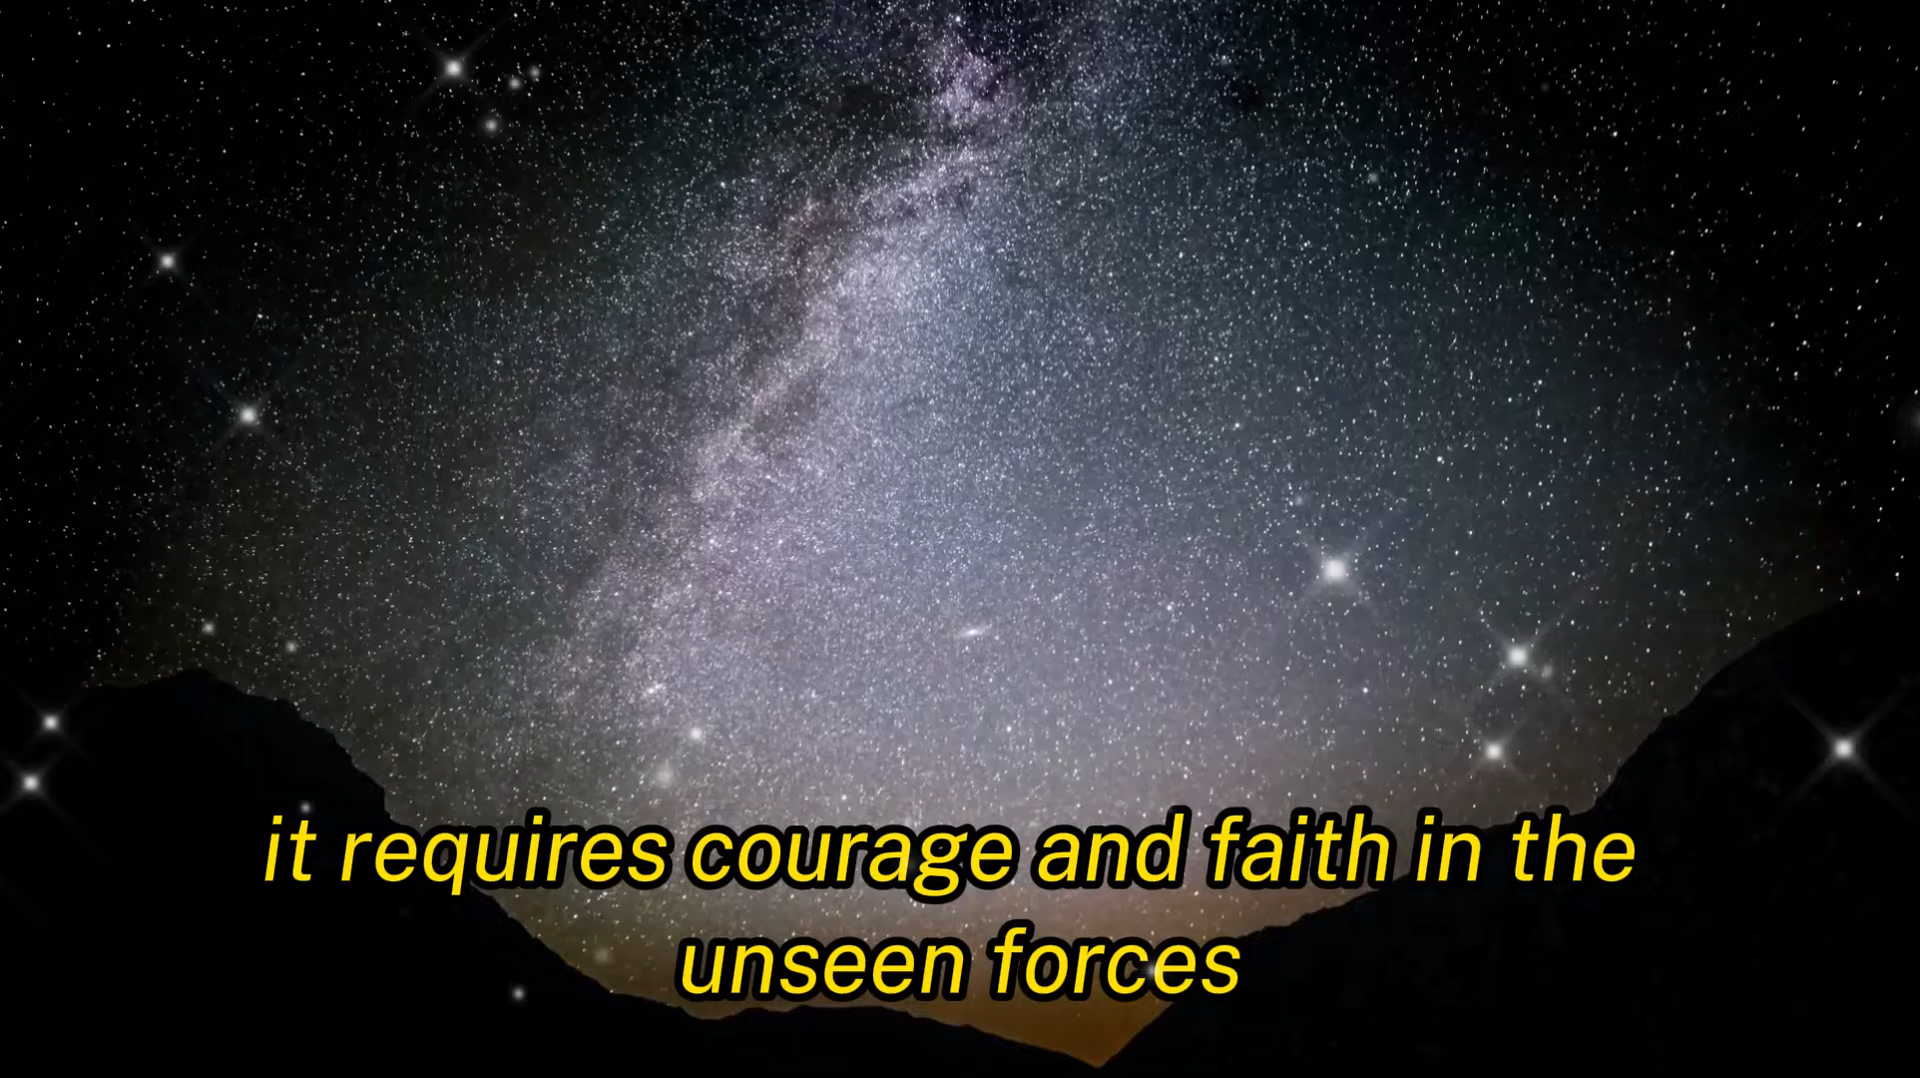 it requires courage and faith in the
unseen forces